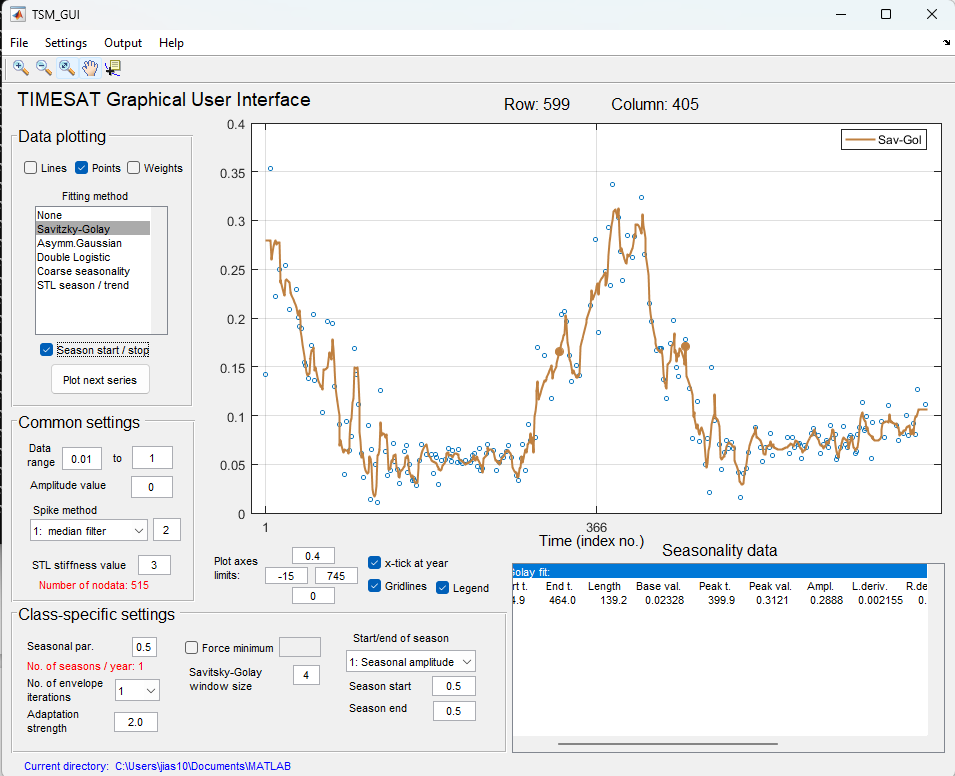 TSM_GUI
File Settings Output Help
TIMESAT Graphical User Interface
Row: 599 Column: 405
Data plotting
Lines Points Weights
Fitting method
None
Savitzky-Golay
Asymm.Gaussian
Double Logistic
Coarse seasonality
STL season / trend
Season start / stop
Plot next series
Common settings
Data range 0.01 to 1
Amplitude value 0
Spike method
1: median filter 2
STL stiffness value 3
Number of nodata: 515
0.4
0.35
0.3
0.25
0.2
0.15
0.1
0.05
0
Sav-Gol
1 366
Time (index no.)
Plot axes limits:
0.4
-15 745
0
x-tick at year
Gridlines Legend
Seasonality data
Golay fit:
rt t. End t. Length Base val. Peak t. Peak val. Ampl. L.deriv. R.de
4.9 464.0 139.2 0.02328 399.9 0.3121 0.2888 0.002155 0.
Class-specific settings
Seasonal par. 0.5
No. of seasons / year: 1
No. of envelope iterations 1
Adaptation strength 2.0
Force minimum
Savitsky-Golay window size 4
Start/end of season
1: Seasonal amplitude
Season start 0.5
Season end 0.5
Current directory: C:\Users\jias10\Documents\MATLAB